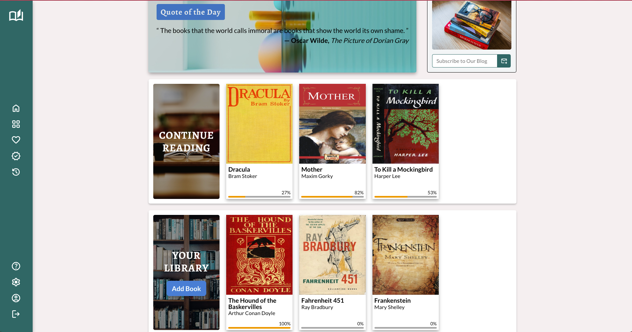 Quote of the Day
“ The books that the world calls immoral are books that show the world its own shame. ”
— Oscar Wilde, The Picture of Dorian Gray
Subscribe to Our Blog
CONTINUE
READING
DRACULA
By
Bram Stoker
Dracula
Bram Stoker
27%
MOTHER
Mother
Maxim Gorky
82%
TO KILL A
Mockingbird
TO KILL A
Mockingbird
HARPER LEE
To Kill a Mockingbird
Harper Lee
53%
YOUR
LIBRARY
Add Book
THE HOUND OF THE
BASKERVILLES
CONAN DOYLE
The Hound of the
Baskervilles
Arthur Conan Doyle
100%
RAY
BRADBURY
FAHRENHEIT 451
Fahrenheit 451
Ray Bradbury
0%
FRANKENSTEIN
MARY SHELLEY
Frankenstein
Mary Shelley
0%